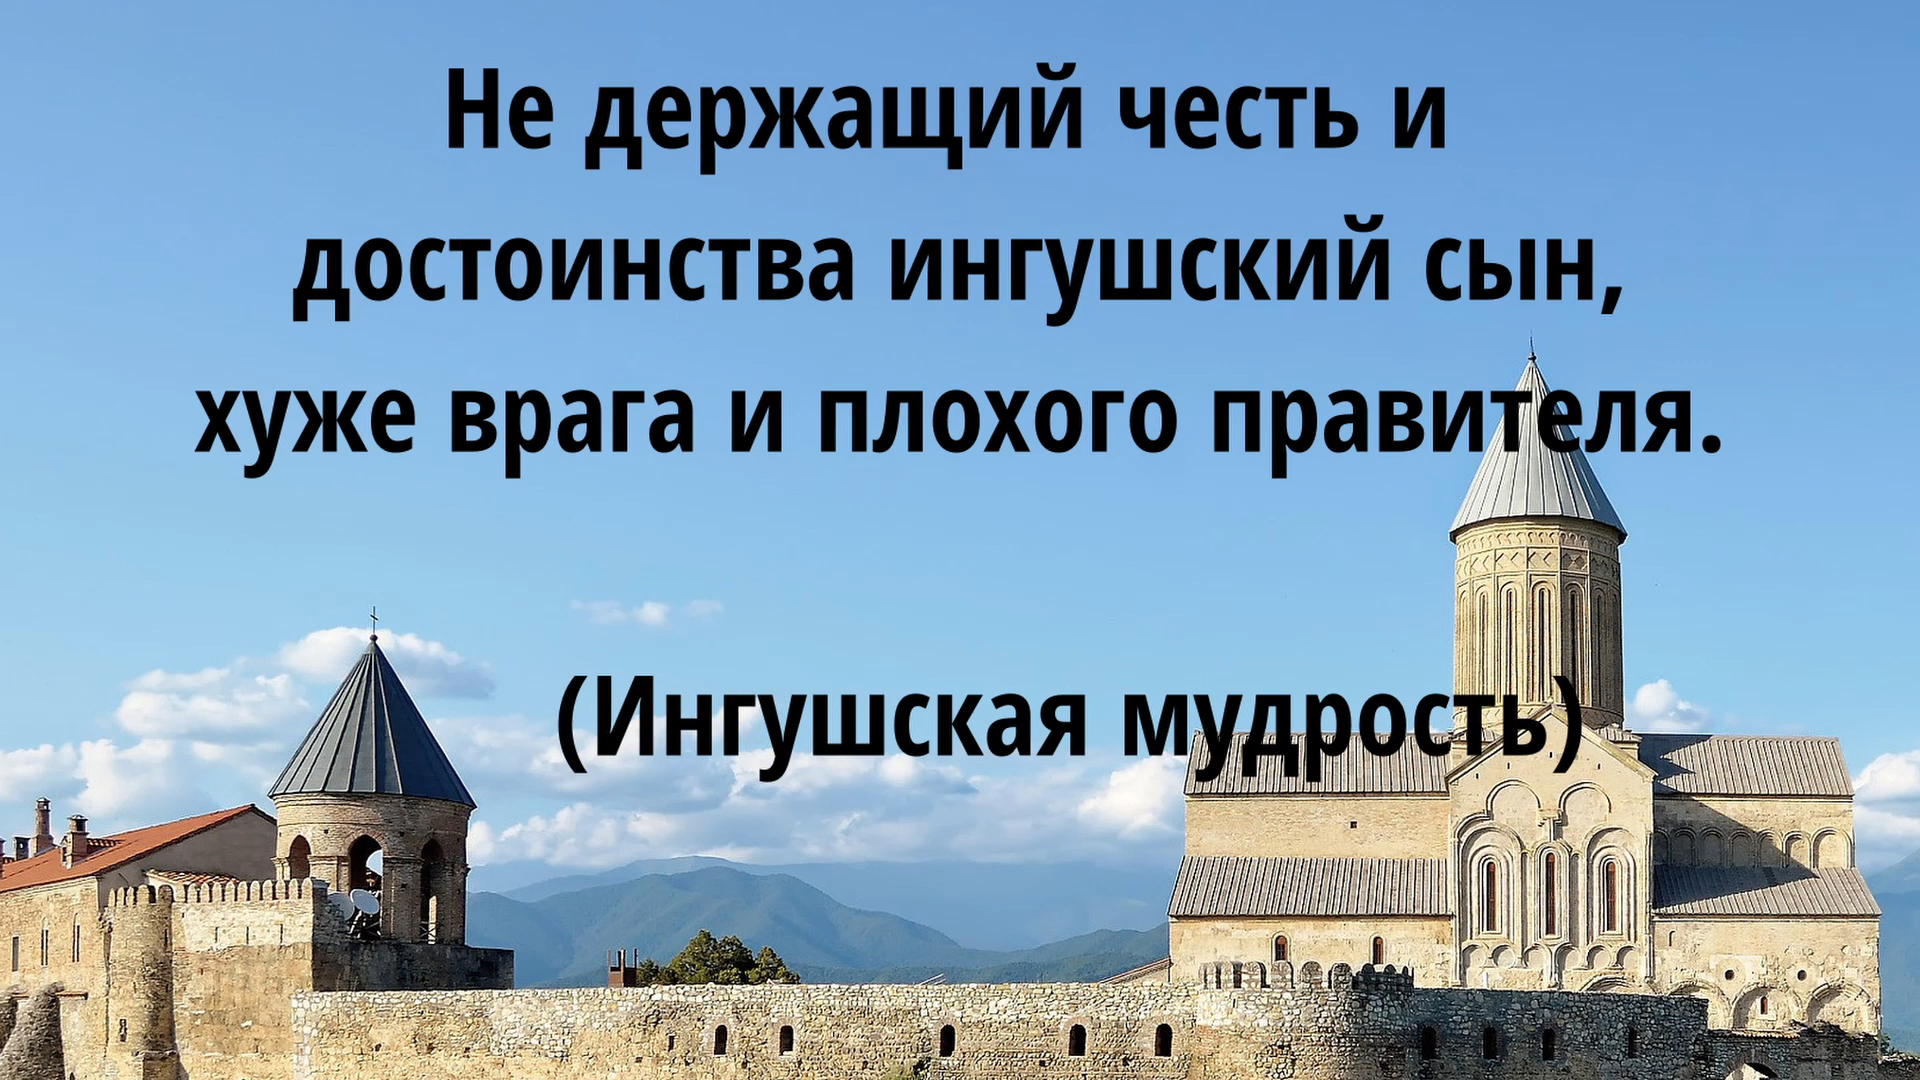 Не держащий честь и
достоинства ингушский сын,
хуже врага и плохого правителя.
(Ингушская мудрость)